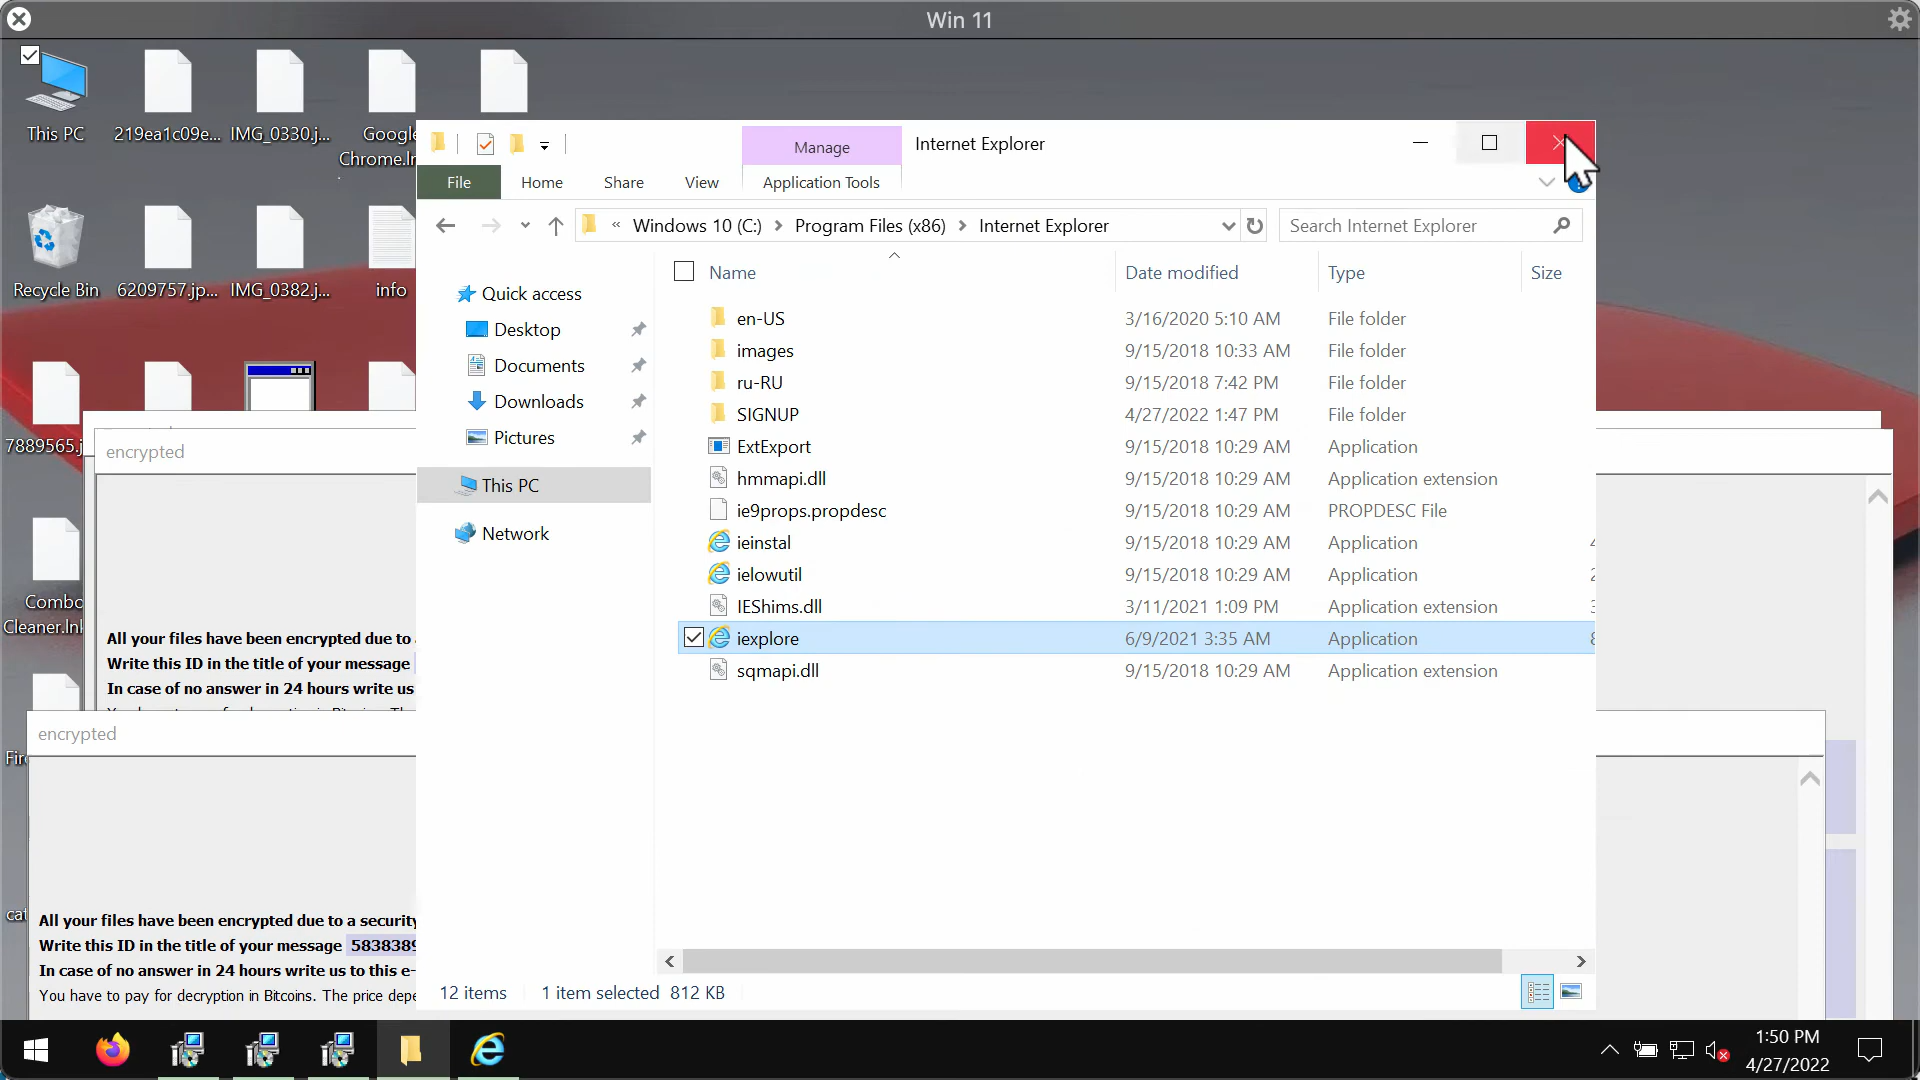 Win 11
This PC
219ea1c09e...
IMG_0330.j...
Google
Chrome.ln
Recycle Bin
6209757.jp...
IMG_0382.j...
info
7889565.j
Combo
Cleaner.lnk
Fire
cat
Manage
Internet Explorer
File
Home
Share
View
Application Tools
« Windows 10 (C:) > Program Files (x86) > Internet Explorer
Search Internet Explorer
Name Date modified Type Size
Quick access
Desktop
Documents
Downloads
Pictures
This PC
Network
en-US 3/16/2020 5:10 AM File folder
images 9/15/2018 10:33 AM File folder
ru-RU 9/15/2018 7:42 PM File folder
SIGNUP 4/27/2022 1:47 PM File folder
ExtExport 9/15/2018 10:29 AM Application
hmmapi.dll 9/15/2018 10:29 AM Application extension
ie9props.propdesc 9/15/2018 10:29 AM PROPDESC File
ieinstal 9/15/2018 10:29 AM Application
ielowutil 9/15/2018 10:29 AM Application
IEShims.dll 3/11/2021 1:09 PM Application extension
iexplore 6/9/2021 3:35 AM Application
sqmapi.dll 9/15/2018 10:29 AM Application extension
12 items 1 item selected 812 KB
encrypted
All your files have been encrypted due to
Write this ID in the title of your message
In case of no answer in 24 hours write us
encrypted
All your files have been encrypted due to a security
Write this ID in the title of your message 5838389
In case of no answer in 24 hours write us to this e-
You have to pay for decryption in Bitcoins. The price depe
1:50 PM
4/27/2022